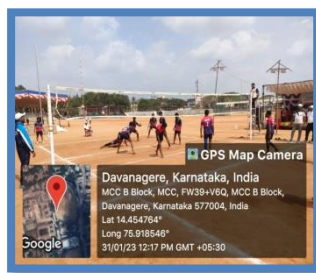 GPS Map Camera
Davanagere, Karnataka, India
MCC B Block, MCC, FW39+V6Q, MCC B Block,
Davanagere, Karnataka 577004, India
Lat 14.454764°
Long 75.918546°
31/01/23 12:17 PM GMT +05:30
Google